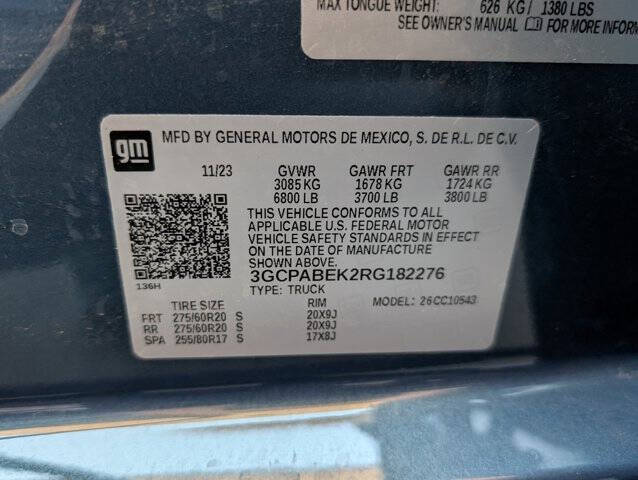 MAX TONGUE WEIGHT: 626 KG / 1380 LBS
SEE OWNER'S MANUAL FOR MORE INFORM
gm
MFD BY GENERAL MOTORS DE MEXICO, S. DE R.L. DE C.V.
11/23 GVWR GAWR FRT GAWR RR
3085 KG 1678 KG 1724 KG
6800 LB 3700 LB 3800 LB
THIS VEHICLE CONFORMS TO ALL
APPLICABLE U.S. FEDERAL MOTOR
VEHICLE SAFETY STANDARDS IN EFFECT
ON THE DATE OF MANUFACTURE
SHOWN ABOVE.
3GCPABEK2RG182276
136H
TYPE: TRUCK
TIRE SIZE RIM MODEL: 26CC10543
FRT 275/60R20 S 20X9J
RR 275/60R20 S 20X9J
SPA 255/80R17 S 17X8J